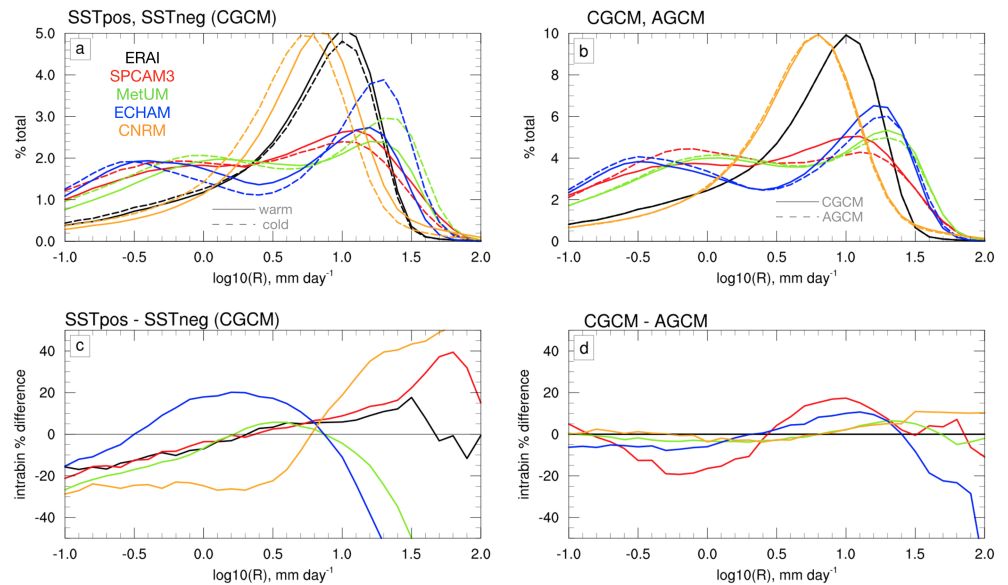 SSTpos, SSTneg (CGCM)
a
ERAI
SPCAM3
MetUM
ECHAM
CNRM
warm
cold
% total
5.0
4.0
3.0
2.0
1.0
0.0
-1.0 -0.5 0.0 0.5 1.0 1.5 2.0
log10(R), mm day-1
CGCM, AGCM
b
CGCM
AGCM
% total
10
8
6
4
2
0
-1.0 -0.5 0.0 0.5 1.0 1.5 2.0
log10(R), mm day-1
SSTpos - SSTneg (CGCM)
c
intrabin % difference
40
20
0
-20
-40
-1.0 -0.5 0.0 0.5 1.0 1.5 2.0
log10(R), mm day-1
CGCM - AGCM
d
intrabin % difference
40
20
0
-20
-40
-1.0 -0.5 0.0 0.5 1.0 1.5 2.0
log10(R), mm day-1